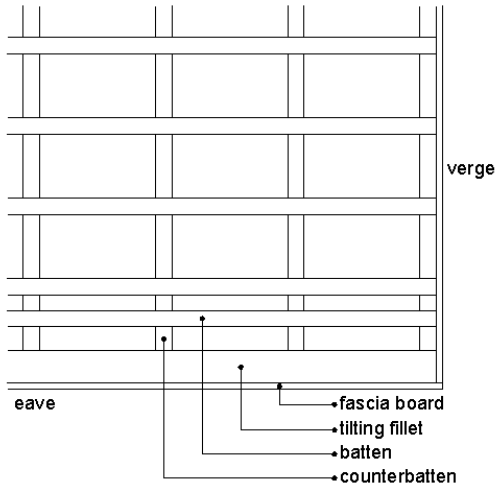 verge
eave
fascia board
tilting fillet
batten
counterbatten